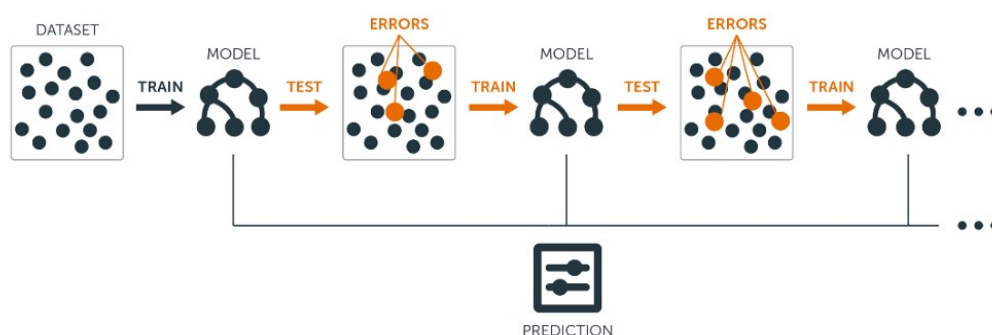 DATASET
MODEL
TRAIN
TEST
ERRORS
TRAIN
MODEL
TEST
ERRORS
TRAIN
MODEL
PREDICTION